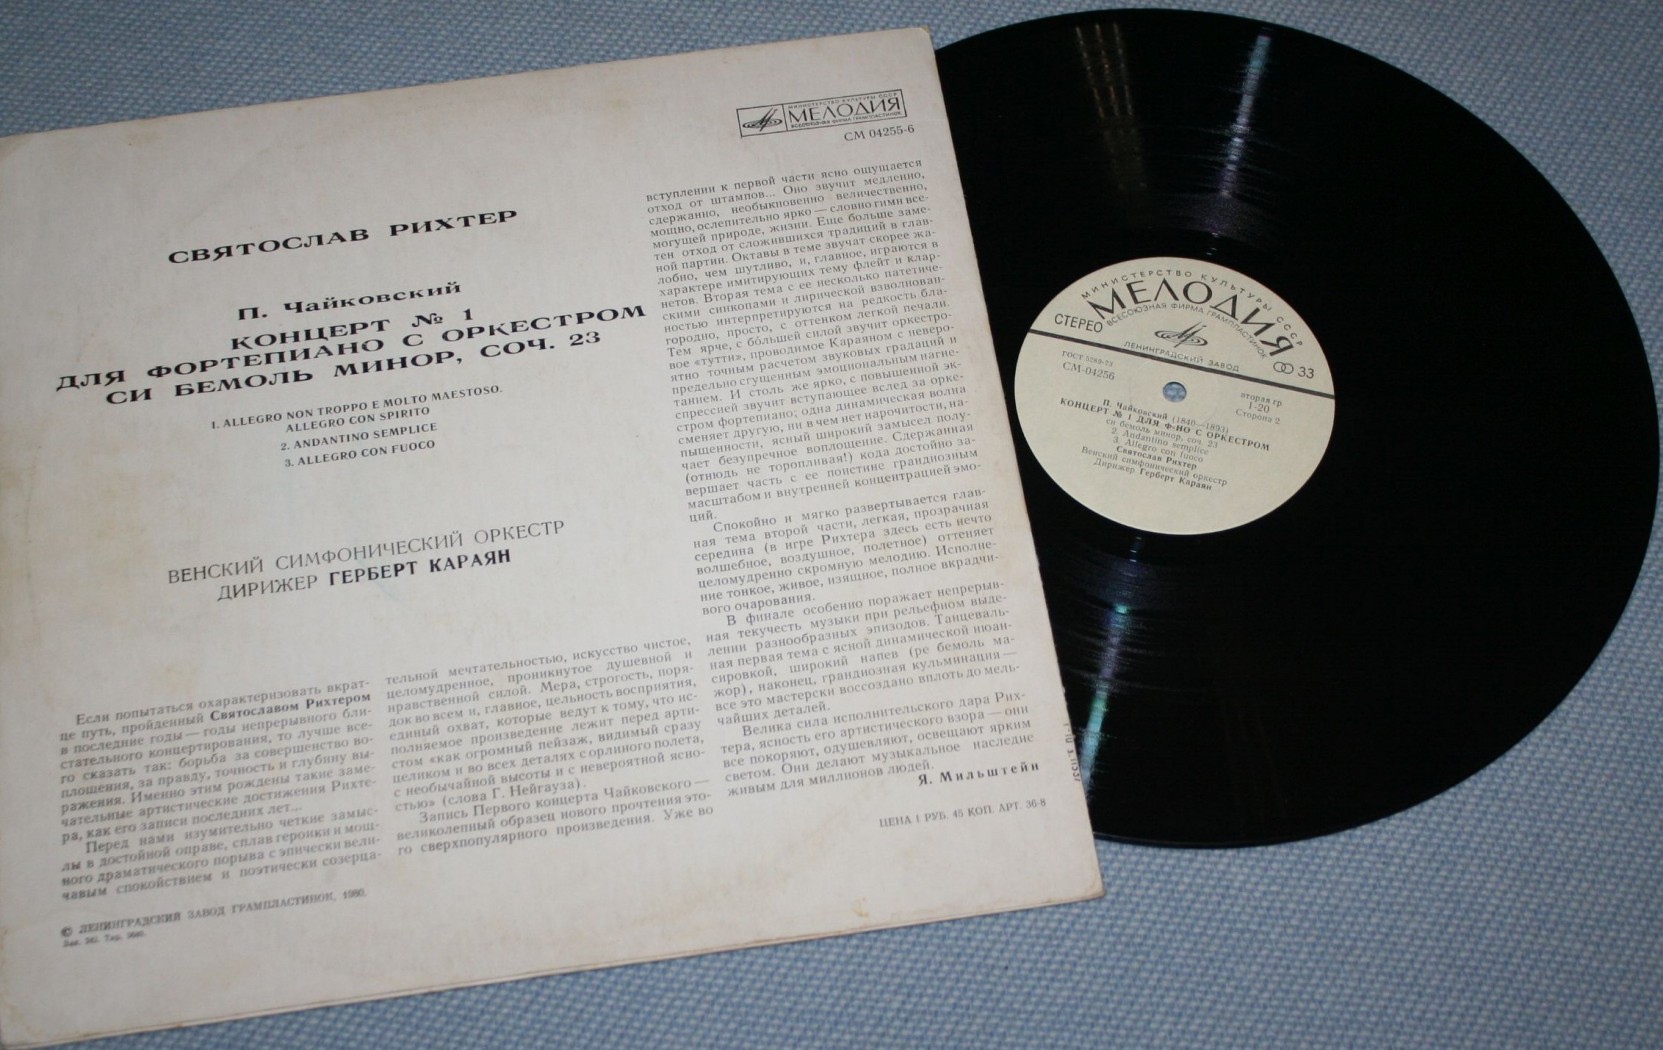 МИНИСТЕРСТВО КУЛЬТУРЫ СССР
МЕЛОДИЯ
ВСЕСОЮЗНАЯ ФИРМА ГРАМПЛАСТИНОК
СМ 04255-6
СВЯТОСЛАВ РИХТЕР
П. Чайковский
КОНЦЕРТ № 1
ДЛЯ ФОРТЕПИАНО С ОРКЕСТРОМ
СИ БЕМОЛЬ МИНОР, СОЧ. 23
1. ALLEGRO NON TROPPO E MOLTO MAESTOSO.
ALLEGRO CON SPIRITO
2. ANDANTINO SEMPLICE
3. ALLEGRO CON FUOCO
ВЕНСКИЙ СИМФОНИЧЕСКИЙ ОРКЕСТР
ДИРИЖЕР ГЕРБЕРТ КАРАЯН
Если попытаться охарактеризовать вкрат-
це путь, пройденный Святославом Рихтером
в последние годы — годы непрерывного бли-
стательного концертирования, то лучше все-
го сказать так: борьба за совершенство во-
площения, за правду, точность и глубину вы-
ражения. Именно этим рождены такие заме-
чательные артистические достижения Рихте-
ра, как его записи последних лет...
Перед нами изумительно четкие замыс-
лы в достойной оправе, сплав героики и мощ-
ного драматического порыва с эпически вели-
чавым спокойствием и поэтически созерца-
тельной мечтательностью, искусство чистое,
целомудренное, проникнутое душевной и
нравственной силой. Мера, строгость, поря-
док во всем и, главное, цельность восприятия,
единый охват, которые ведут к тому, что ис-
полняемое произведение лежит перед арти-
стом «как огромный пейзаж, видимый сразу
целиком и во всех деталях с орлиного полета,
с необычайной высоты и с невероятной ясно-
стью» (слова Г. Нейгауза).
Запись Первого концерта Чайковского —
великолепный образец нового прочтения это-
го сверхпопулярного произведения. Уже во
вступлении к первой части ясно ощущается
отход от штампов... Оно звучит медленно,
сдержанно, необыкновенно величественно,
мощно, ослепительно ярко — словно гимн все-
могущей природе, жизни. Еще больше заме-
тен отход от сложившихся традиций в глав-
ной партии. Октавы в теме звучат скорее жа-
лобно, чем шутливо, и, главное, играются в
характере имитирующих тему флейт и клар-
нетов. Вторая тема с ее несколько патетиче-
скими синкопами и лирической взволнован-
ностью интерпретируются на редкость бла-
городно, просто, с оттенком легкой печали.
Тем ярче, с бо́льшей силой звучит оркестро-
вое «тутти», проводимое Караяном с неверо-
ятно точным расчетом звуковых градаций и
предельно сгущенным эмоциональным нагне-
танием. И столь же ярко, с повышенной эк-
спрессией звучит вступающее вслед за орке-
стром фортепиано; одна динамическая волна
сменяет другую, ни в чем нет нарочитости, на-
пыщенности, ясный широкий замысел полу-
чает безупречное воплощение. Сдержанная
(отнюдь не торопливая!) кода достойно за-
вершает часть с ее поистине грандиозным
масштабом и внутренней концентрацией эмо-
ций.
Спокойно и мягко развертывается глав-
ная тема второй части, легкая, прозрачная
середина (в игре Рихтера здесь есть нечто
волшебное, воздушное, полетное) оттеняет
целомудренно скромную мелодию. Исполне-
ние тонкое, живое, изящное, полное вкрадчи-
вого очарования.
В финале особенно поражает непрерыв-
ная текучесть музыки при рельефном выде-
лении разнообразных эпизодов. Танцеваль-
ная первая тема с ясной динамической нюан-
сировкой, широкий напев (ре бемоль ма-
жор), наконец, грандиозная кульминация —
все это мастерски воссоздано вплоть до мель-
чайших деталей.
Велика сила исполнительского дара Рих-
тера, ясность его артистического взора — они
все покоряют, одушевляют, освещают ярким
светом. Они делают музыкальное наследие
живым для миллионов людей.
Я. Мильштейн
ЦЕНА 1 РУБ. 45 КОП. АРТ. 36-8
© ЛЕНИНГРАДСКИЙ ЗАВОД ГРАМПЛАСТИНОК, 1980.
МИНИСТЕРСТВО КУЛЬТУРЫ СССР
МЕЛОДИЯ
ВСЕСОЮЗНАЯ ФИРМА ГРАМПЛАСТИНОК
СТЕРЕО
ЛЕНИНГРАДСКИЙ ЗАВОД
33
ГОСТ 5289-73
СМ-04256
вторая гр.
1-20
Сторона 2
П. Чайковский (1840—1893)
КОНЦЕРТ № 1 ДЛЯ Ф-НО С ОРКЕСТРОМ
си бемоль минор, соч. 23
2. Andantino semplice
3. Allegro con fuoco
Святослав Рихтер
Венский симфонический оркестр
Дирижер Герберт Караян